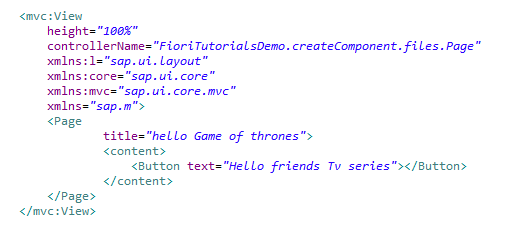 <mvc:View
height="100%"
controllerName="FioriTutorialsDemo.createComponent.files.Page"
xmlns:l="sap.ui.layout"
xmlns:core="sap.ui.core"
xmlns:mvc="sap.ui.core.mvc"
xmlns="sap.m">
<Page
title="hello Game of thrones">
<content>
<Button text="Hello friends Tv series"></Button>
</content>
</Page>
</mvc:View>